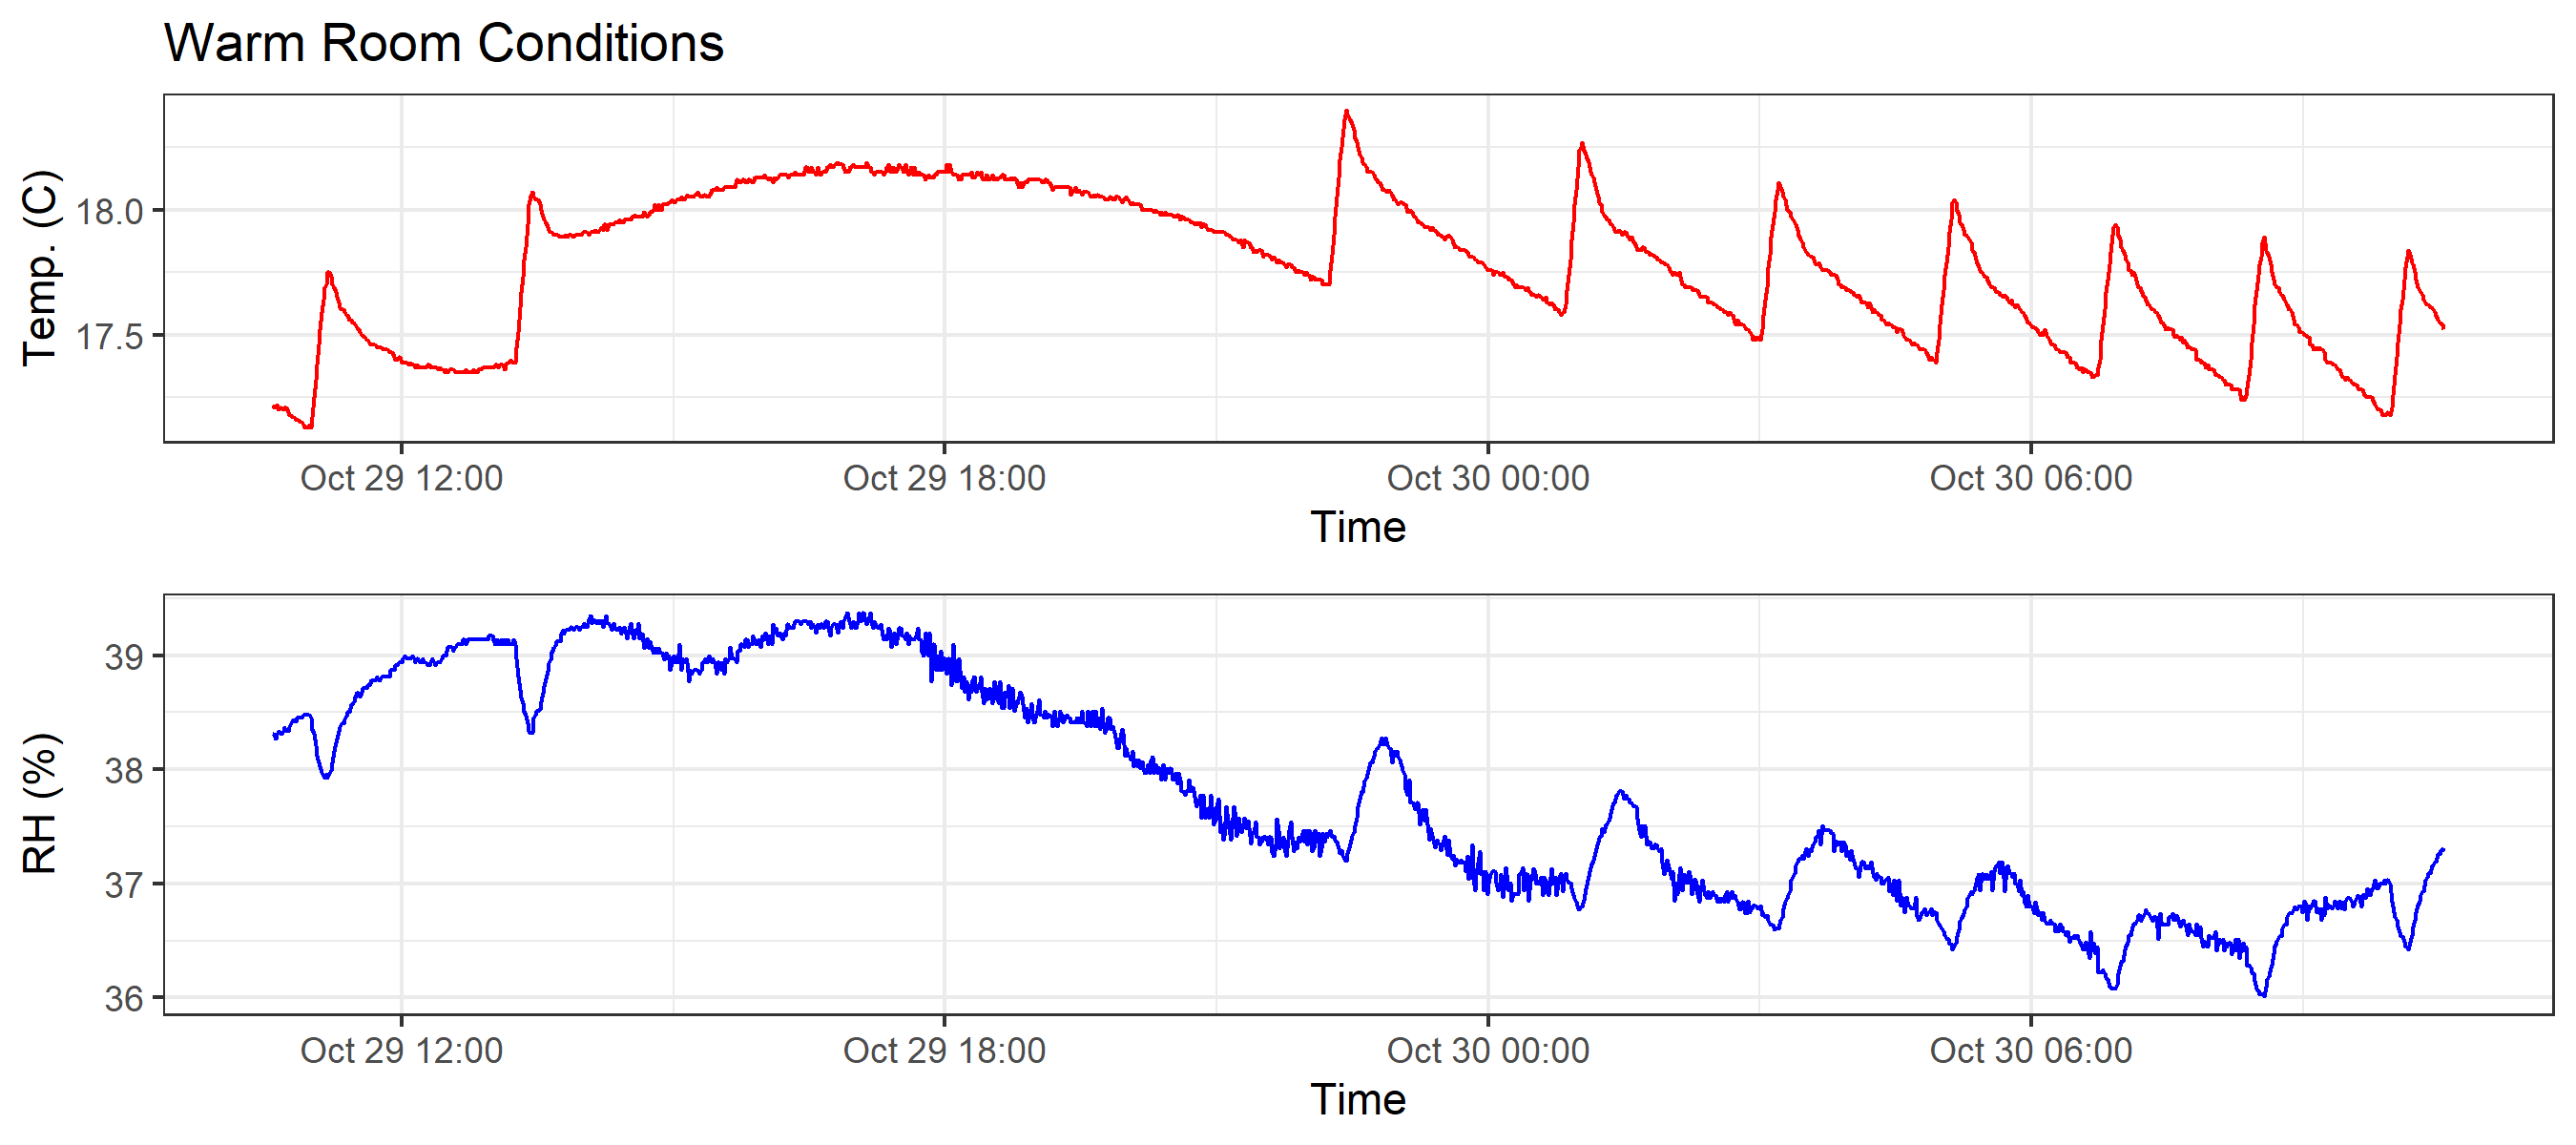 Warm Room Conditions
Temp. (C)
18.0
17.5
Oct 29 12:00 Oct 29 18:00 Oct 30 00:00 Oct 30 06:00
Time
RH (%)
39
38
37
36
Oct 29 12:00 Oct 29 18:00 Oct 30 00:00 Oct 30 06:00
Time